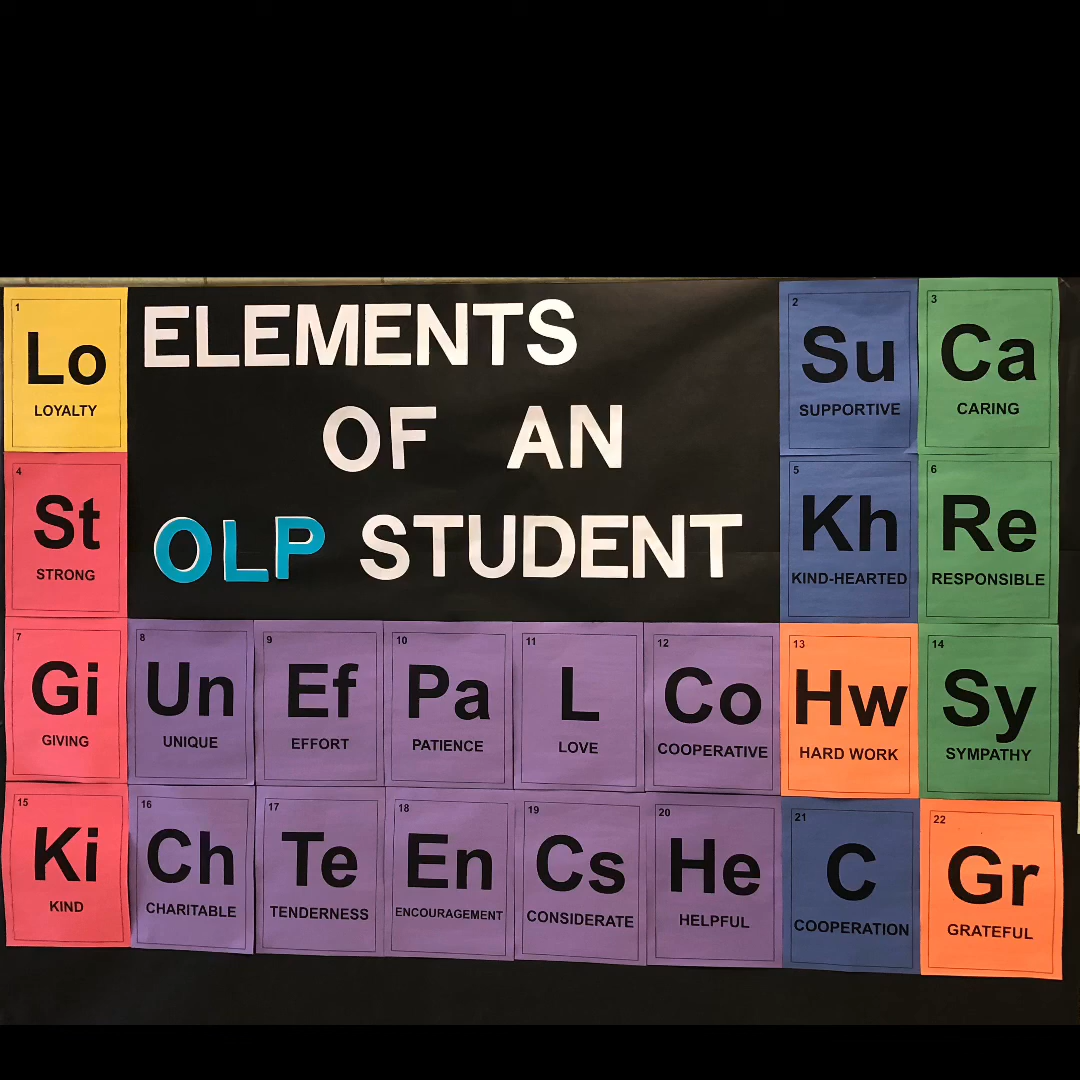 ELEMENTS
OF AN
OLP STUDENT
1
Lo
LOYALTY
2
Su
SUPPORTIVE
3
Ca
CARING
4
St
STRONG
5
Kh
KIND-HEARTED
6
Re
RESPONSIBLE
7
Gi
GIVING
8
Un
UNIQUE
9
Ef
EFFORT
10
Pa
PATIENCE
11
L
LOVE
12
Co
COOPERATIVE
13
Hw
HARD WORK
14
Sy
SYMPATHY
15
Ki
KIND
16
Ch
CHARITABLE
17
Te
TENDERNESS
18
En
ENCOURAGEMENT
19
Cs
CONSIDERATE
20
He
HELPFUL
21
C
COOPERATION
22
Gr
GRATEFUL